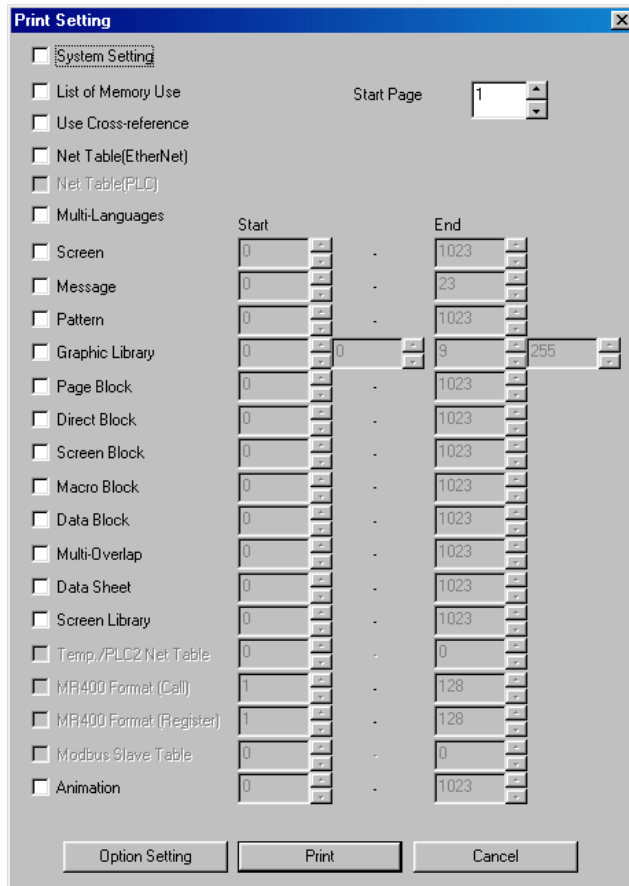 Print Setting
System Setting
List of Memory Use Start Page 1
Use Cross-reference
Net Table(EtherNet)
Net Table(PLC)
Multi-Languages Start End
Screen 0 - 1023
Message 0 - 23
Pattern 0 - 1023
Graphic Library 0 0 9 255
Page Block 0 - 1023
Direct Block 0 - 1023
Screen Block 0 - 1023
Macro Block 0 - 1023
Data Block 0 - 1023
Multi-Overlap 0 - 1023
Data Sheet 0 - 1023
Screen Library 0 - 1023
Temp./PLC2 Net Table 0 - 0
MR400 Format (Call) 1 - 128
MR400 Format (Register) 1 - 128
Modbus Slave Table 0 - 0
Animation 0 - 1023
Option Setting Print Cancel